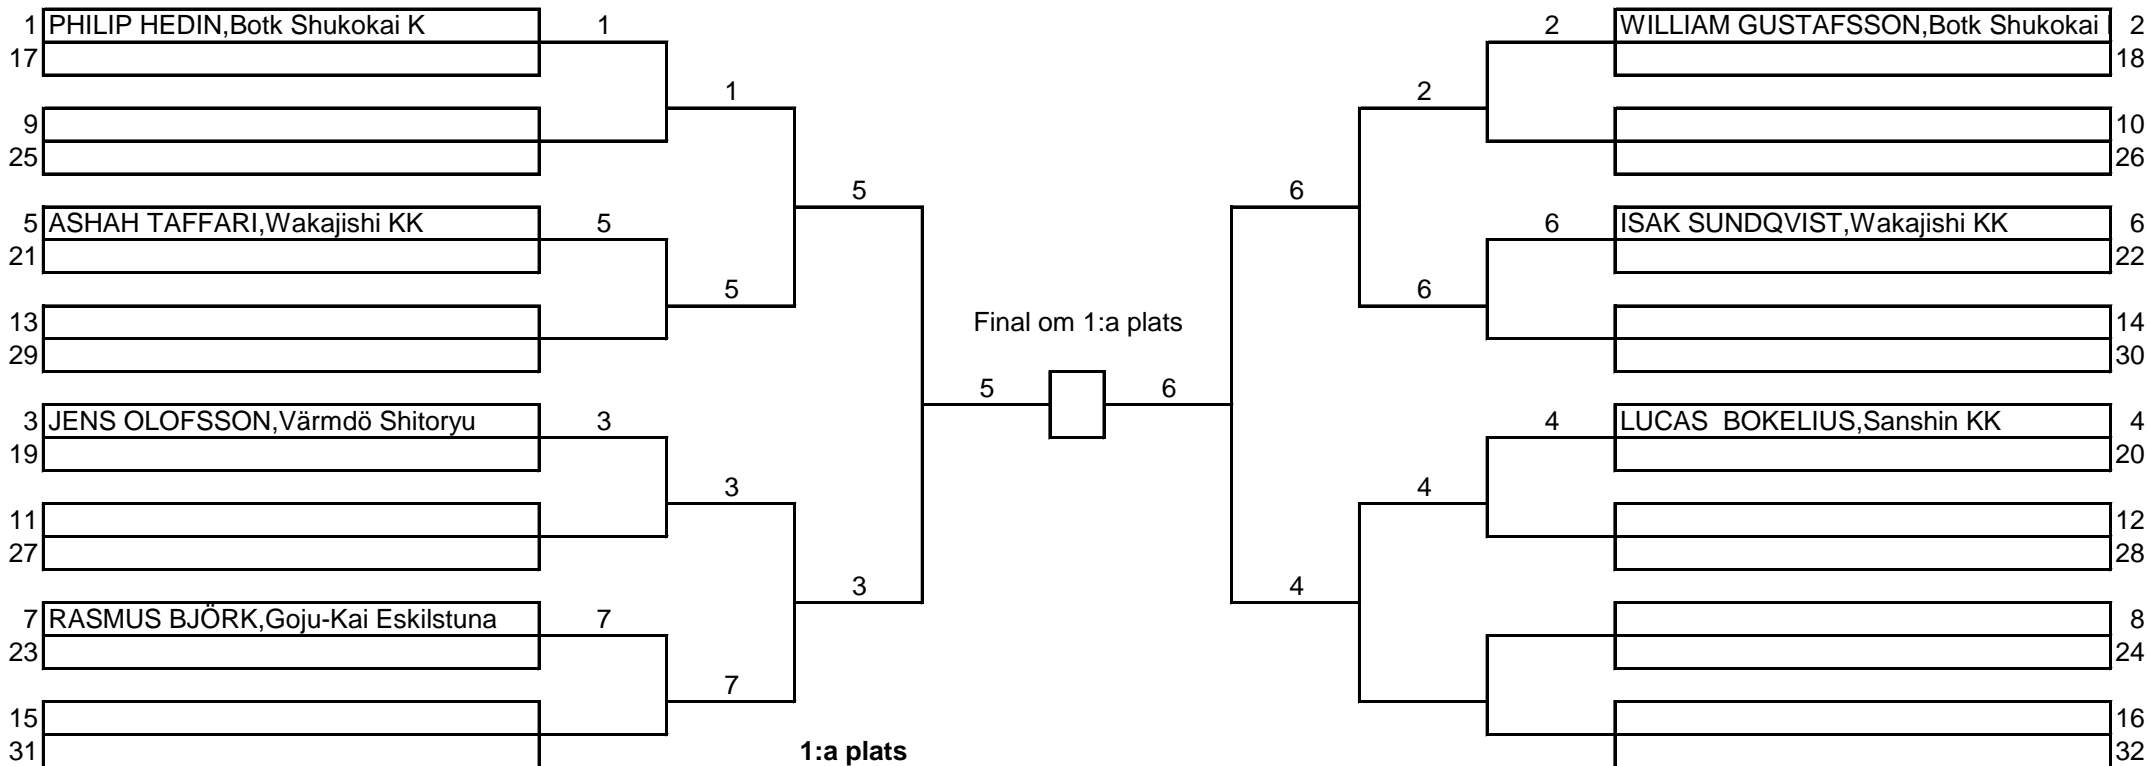 1 PHILIP HEDIN,Botk Shukokai K 1 2 WILLIAM GUSTAFSSON,Botk Shukokai 2
17 18
1 2
9 10
25 26
5 6
5 ASHAH TAFFARI,Wakajishi KK 5 6 ISAK SUNDQVIST,Wakajishi KK 6
21 22
5 6
13 Final om 1:a plats 14
29 30
5 6
3 JENS OLOFSSON,Värmdö Shitoryu 3 4 LUCAS  BOKELIUS,Sanshin KK 4
19 20
3 4
11 12
27 28
3 4
7 RASMUS BJÖRK,Goju-Kai Eskilstuna 7 8
23 24
7
15 16
31 1:a plats 32